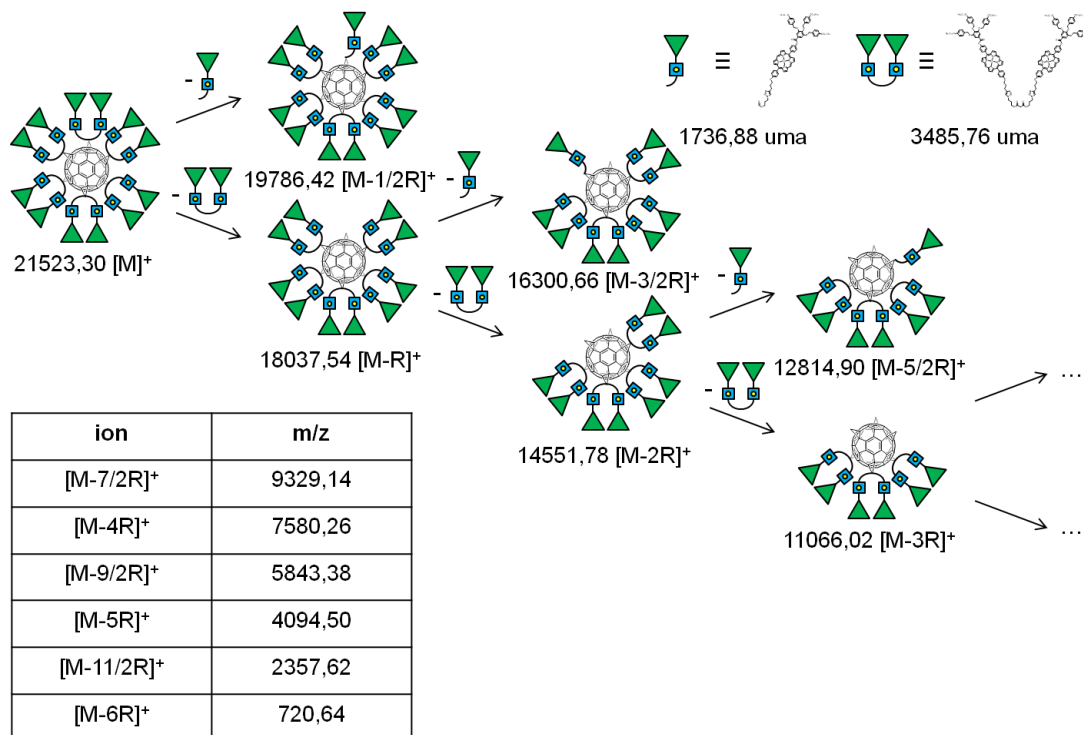 -
≡
≡
1736,88 uma
3485,76 uma
19786,42 [M-1/2R]⁺
-
-
21523,30 [M]⁺
16300,66 [M-3/2R]⁺
-
-
18037,54 [M-R]⁺
12814,90 [M-5/2R]⁺
...
-
14551,78 [M-2R]⁺
11066,02 [M-3R]⁺
...
ion m/z
[M-7/2R]⁺ 9329,14
[M-4R]⁺ 7580,26
[M-9/2R]⁺ 5843,38
[M-5R]⁺ 4094,50
[M-11/2R]⁺ 2357,62
[M-6R]⁺ 720,64